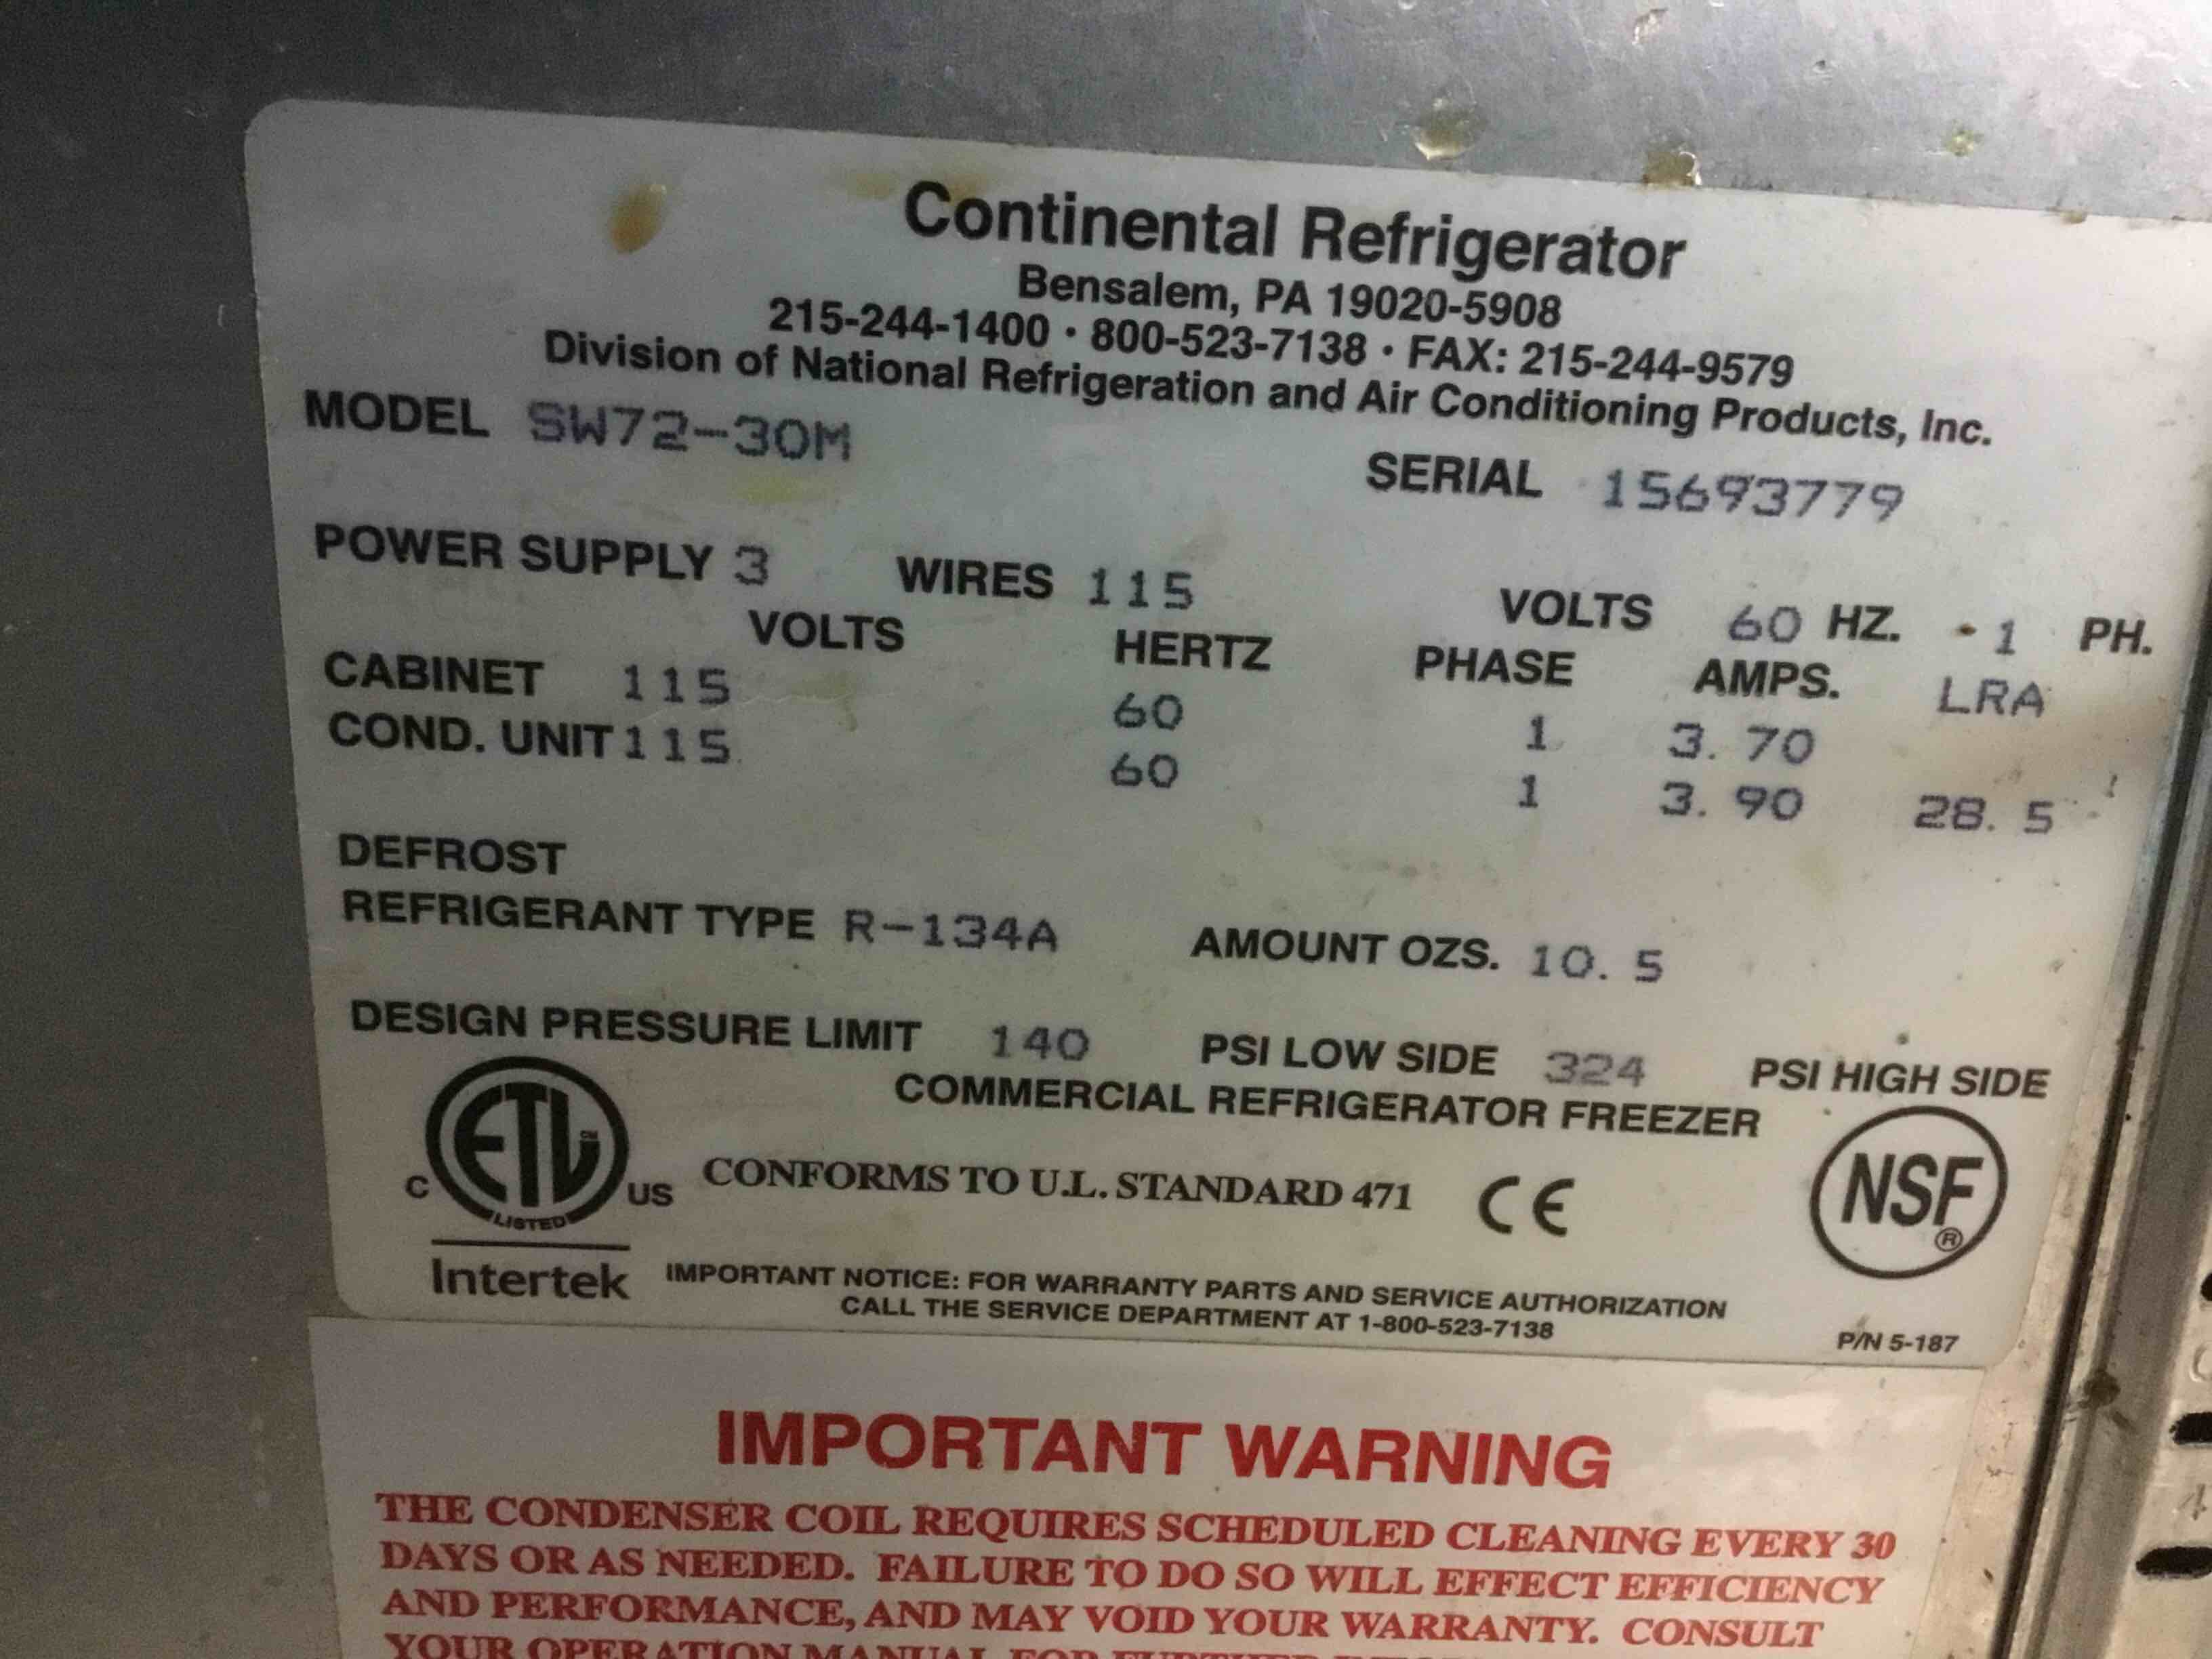 Continental Refrigerator
Bensalem, PA 19020-5908
215-244-1400 · 800-523-7138 · FAX: 215-244-9579
Division of National Refrigeration and Air Conditioning Products, Inc.
MODEL SW72-30M SERIAL 15693779
POWER SUPPLY 3 WIRES 115 VOLTS 60 HZ. 1 PH.
VOLTS HERTZ PHASE AMPS. LRA
CABINET 115 60 1 3.70
COND. UNIT 115 60 1 3.90 28.5
DEFROST
REFRIGERANT TYPE R-134A AMOUNT OZS. 10.5
DESIGN PRESSURE LIMIT 140 PSI LOW SIDE 324 PSI HIGH SIDE
COMMERCIAL REFRIGERATOR FREEZER
C ETL CM LISTED US
CONFORMS TO U.L. STANDARD 471 CE NSF ®
Intertek
IMPORTANT NOTICE: FOR WARRANTY PARTS AND SERVICE AUTHORIZATION
CALL THE SERVICE DEPARTMENT AT 1-800-523-7138
P/N 5-187
IMPORTANT WARNING
THE CONDENSER COIL REQUIRES SCHEDULED CLEANING EVERY 30
DAYS OR AS NEEDED. FAILURE TO DO SO WILL EFFECT EFFICIENCY
AND PERFORMANCE, AND MAY VOID YOUR WARRANTY. CONSULT
YOUR OPERATION MANUAL FOR